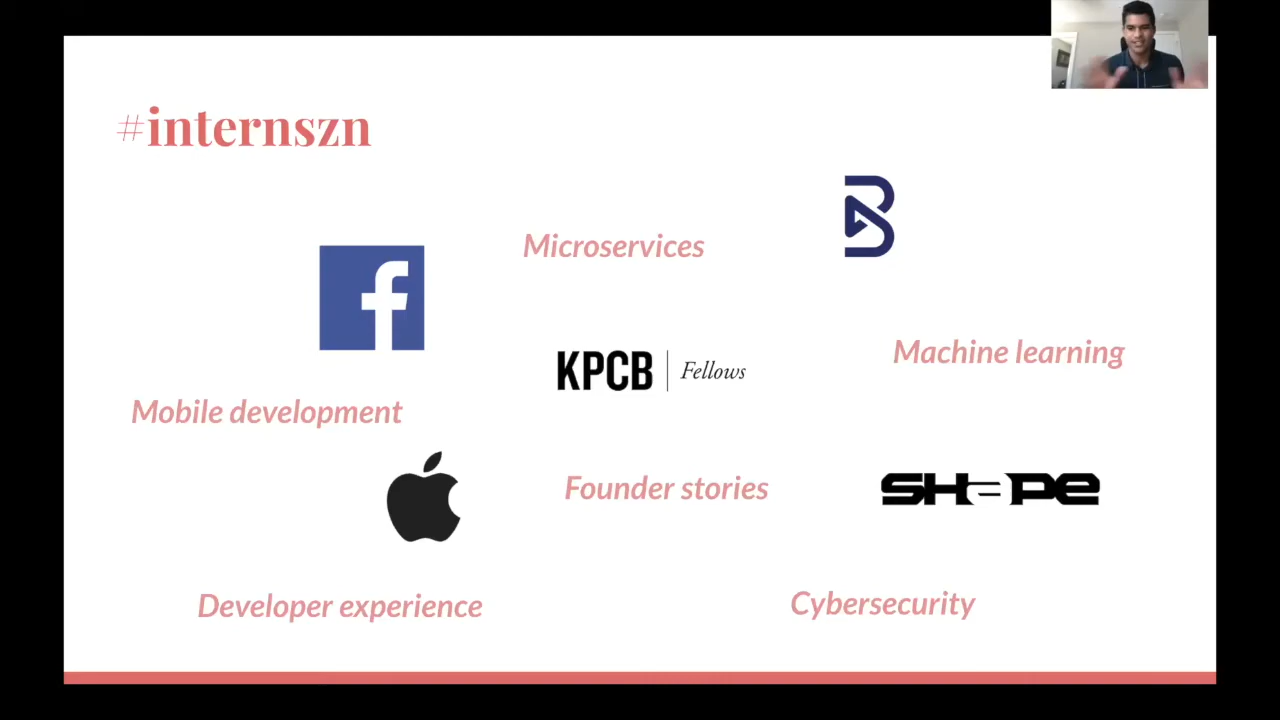 #internszn
Microservices
f
KPCB | Fellows
Machine learning
Mobile development
Founder stories
SHAPE
Developer experience
Cybersecurity